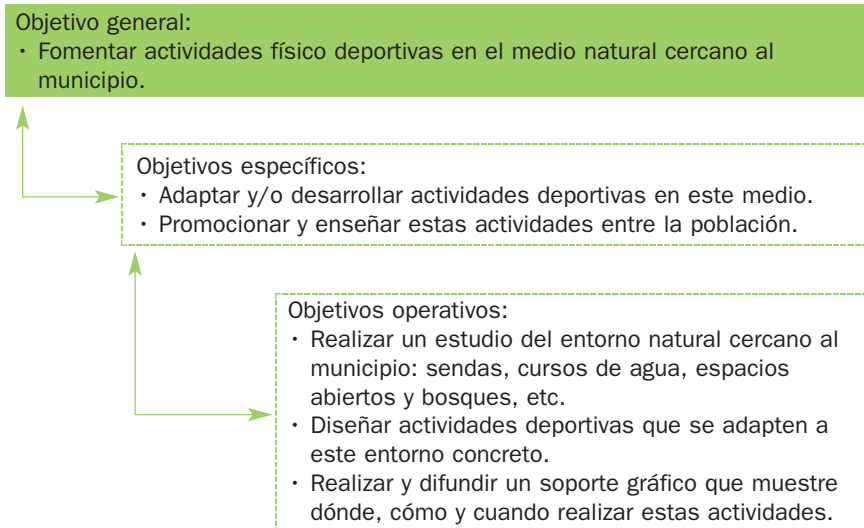 Objetivo general:
· Fomentar actividades físico deportivas en el medio natural cercano al
municipio.
Objetivos específicos:
· Adaptar y/o desarrollar actividades deportivas en este medio.
· Promocionar y enseñar estas actividades entre la población.
Objetivos operativos:
· Realizar un estudio del entorno natural cercano al
municipio: sendas, cursos de agua, espacios
abiertos y bosques, etc.
· Diseñar actividades deportivas que se adapten a
este entorno concreto.
· Realizar y difundir un soporte gráfico que muestre
dónde, cómo y cuando realizar estas actividades.